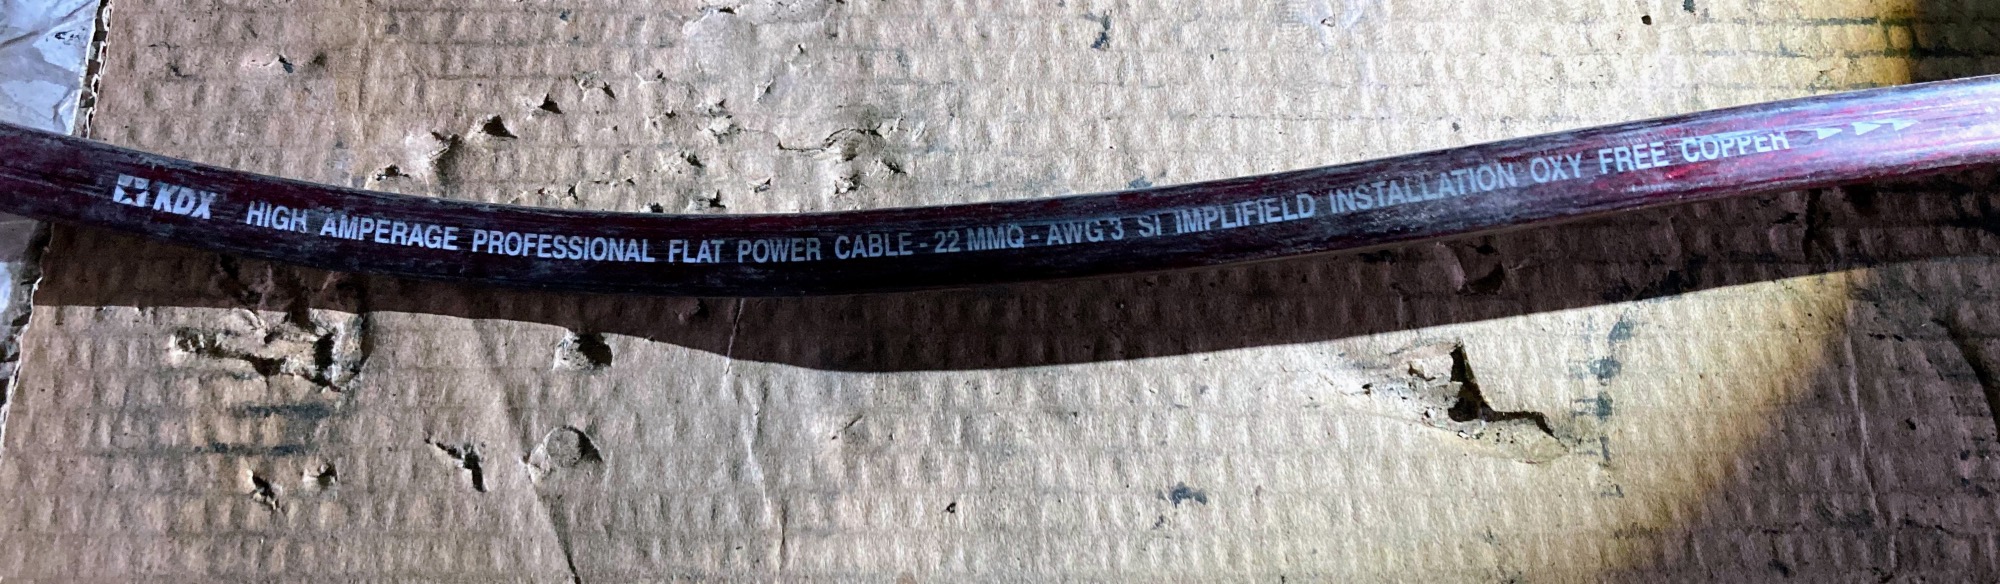 KDX HIGH AMPERAGE PROFESSIONAL FLAT POWER CABLE - 22 MMQ - AWG 3 SI IMPLIFIELD INSTALLATION OXY FREE COPPER